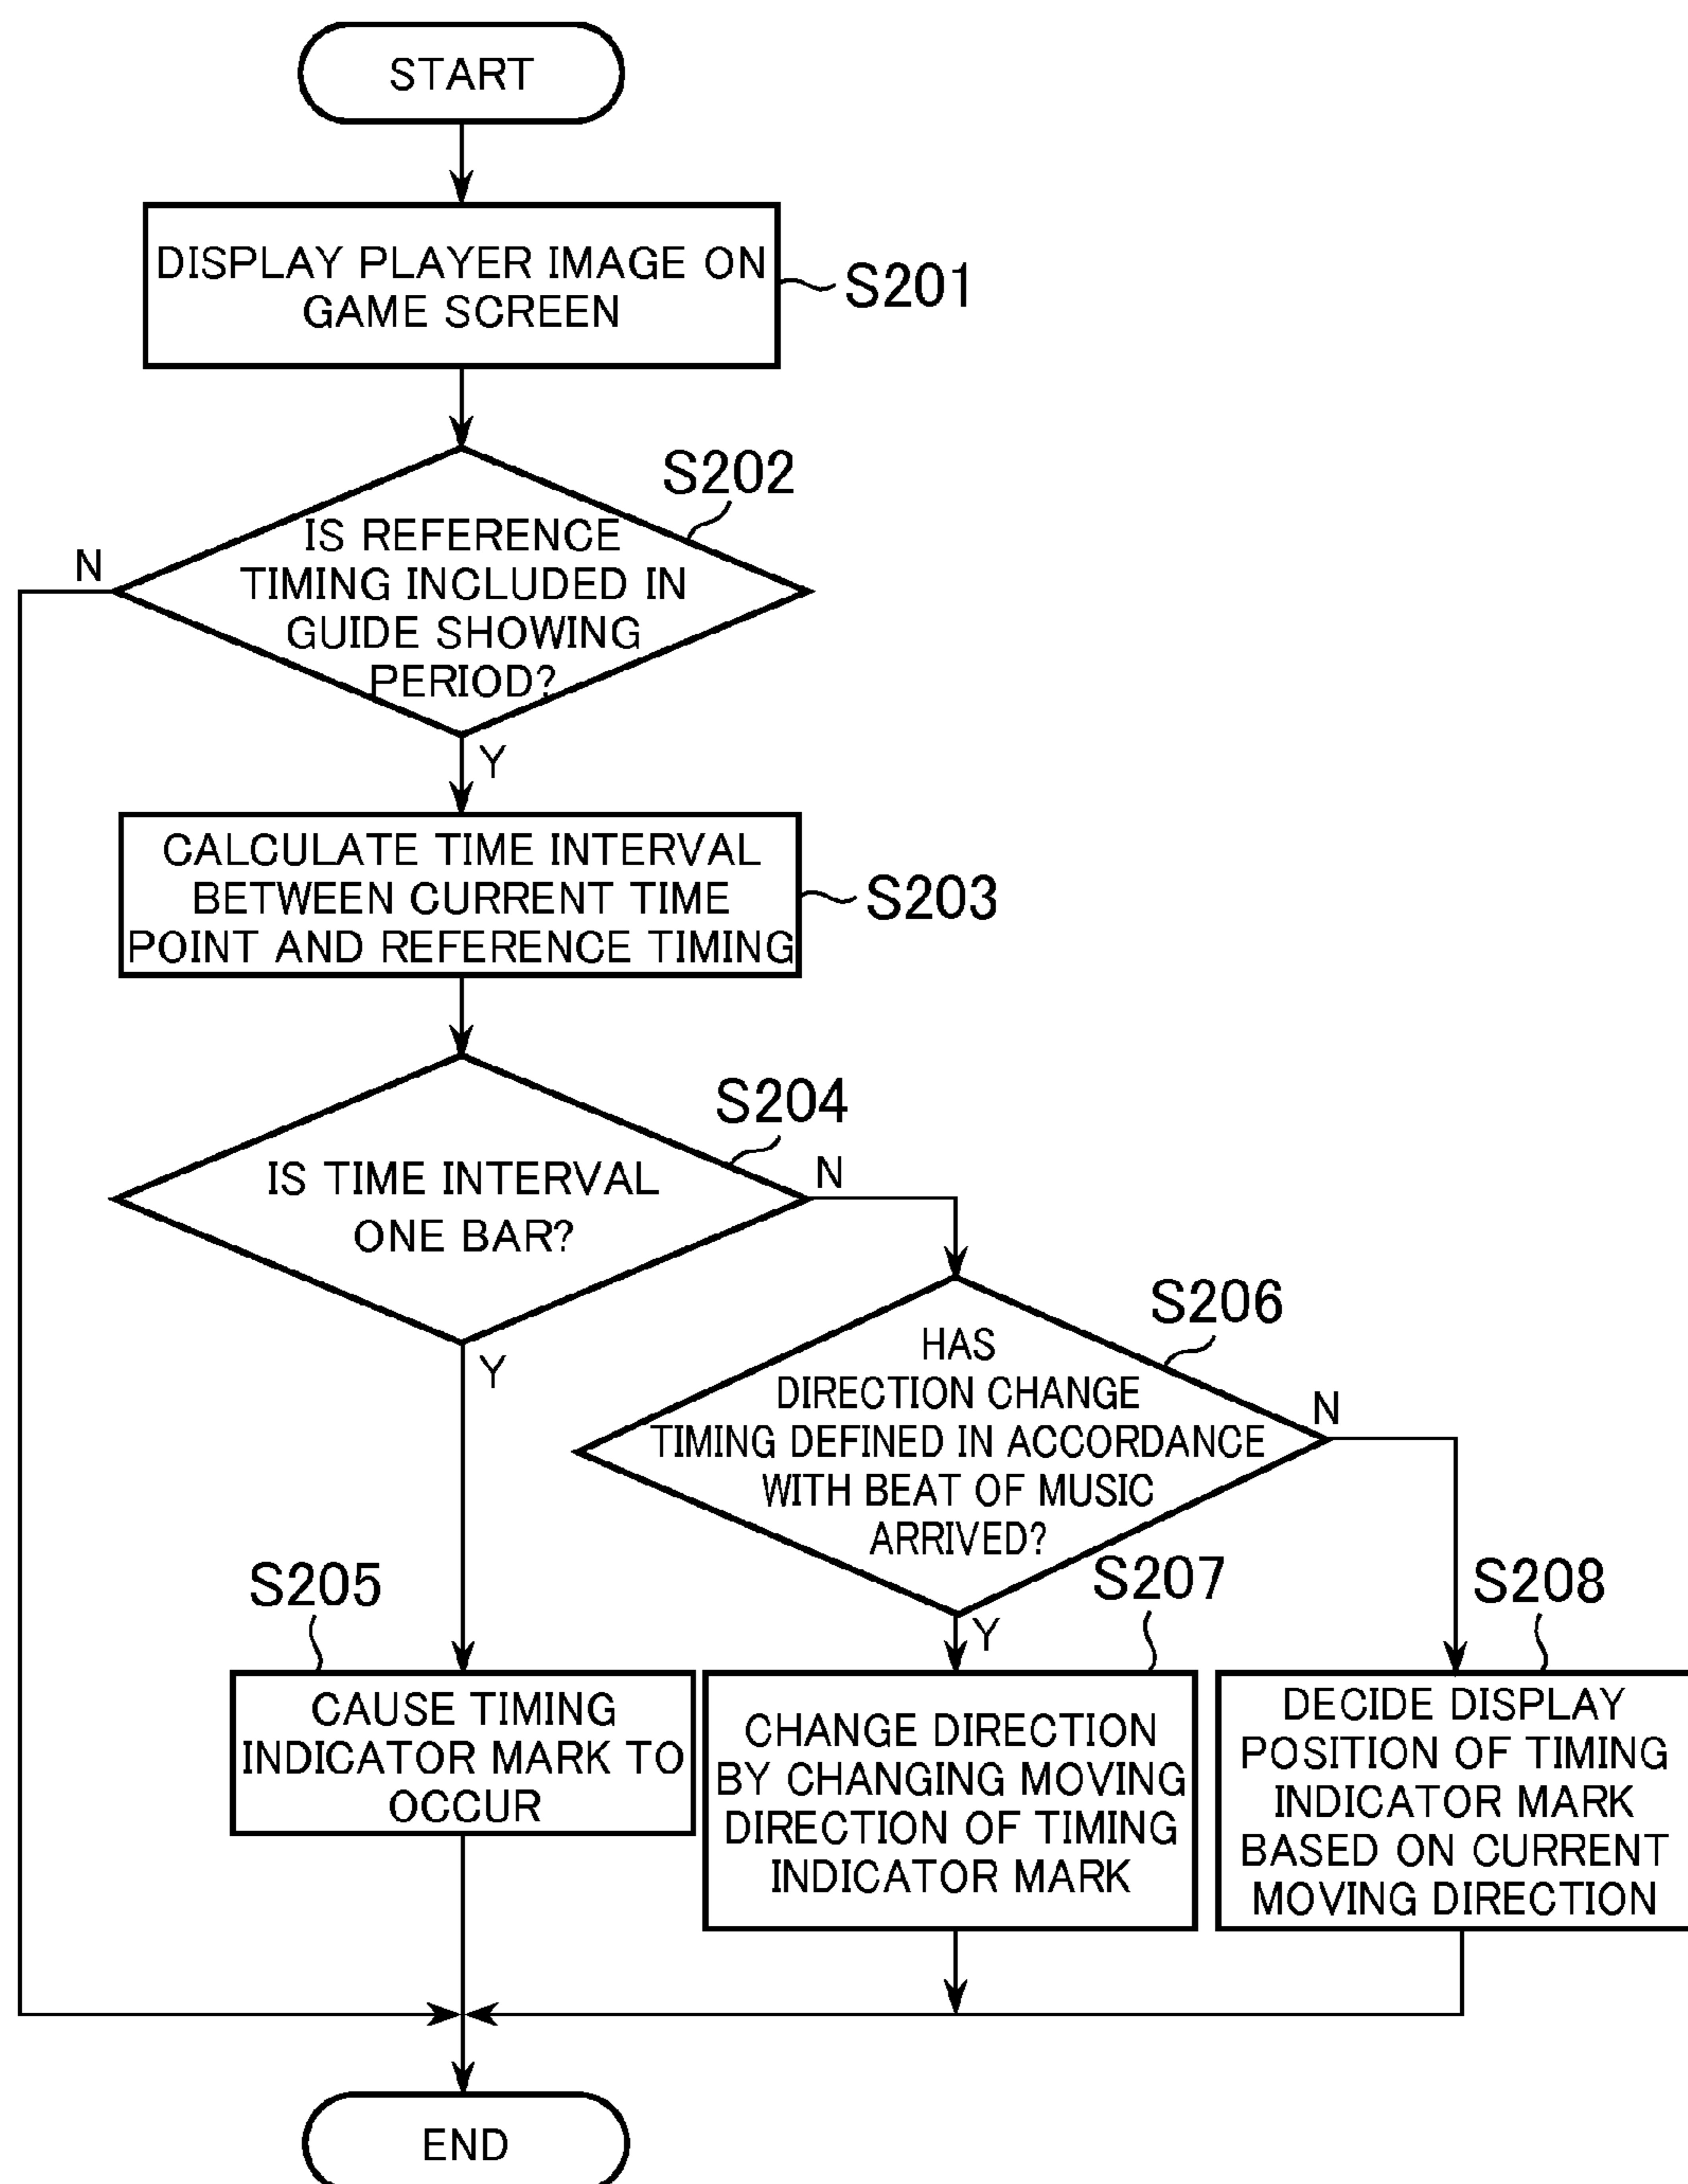 START
DISPLAY PLAYER IMAGE ON
GAME SCREEN
S201
S202
IS REFERENCE
TIMING INCLUDED IN
GUIDE SHOWING
PERIOD?
N
Y
CALCULATE TIME INTERVAL
BETWEEN CURRENT TIME
POINT AND REFERENCE TIMING
S203
S204
IS TIME INTERVAL
ONE BAR?
N
Y
S206
HAS
DIRECTION CHANGE
TIMING DEFINED IN ACCORDANCE
WITH BEAT OF MUSIC
ARRIVED?
N
Y
S205
CAUSE TIMING
INDICATOR MARK TO
OCCUR
S207
CHANGE DIRECTION
BY CHANGING MOVING
DIRECTION OF TIMING
INDICATOR MARK
S208
DECIDE DISPLAY
POSITION OF TIMING
INDICATOR MARK
BASED ON CURRENT
MOVING DIRECTION
END